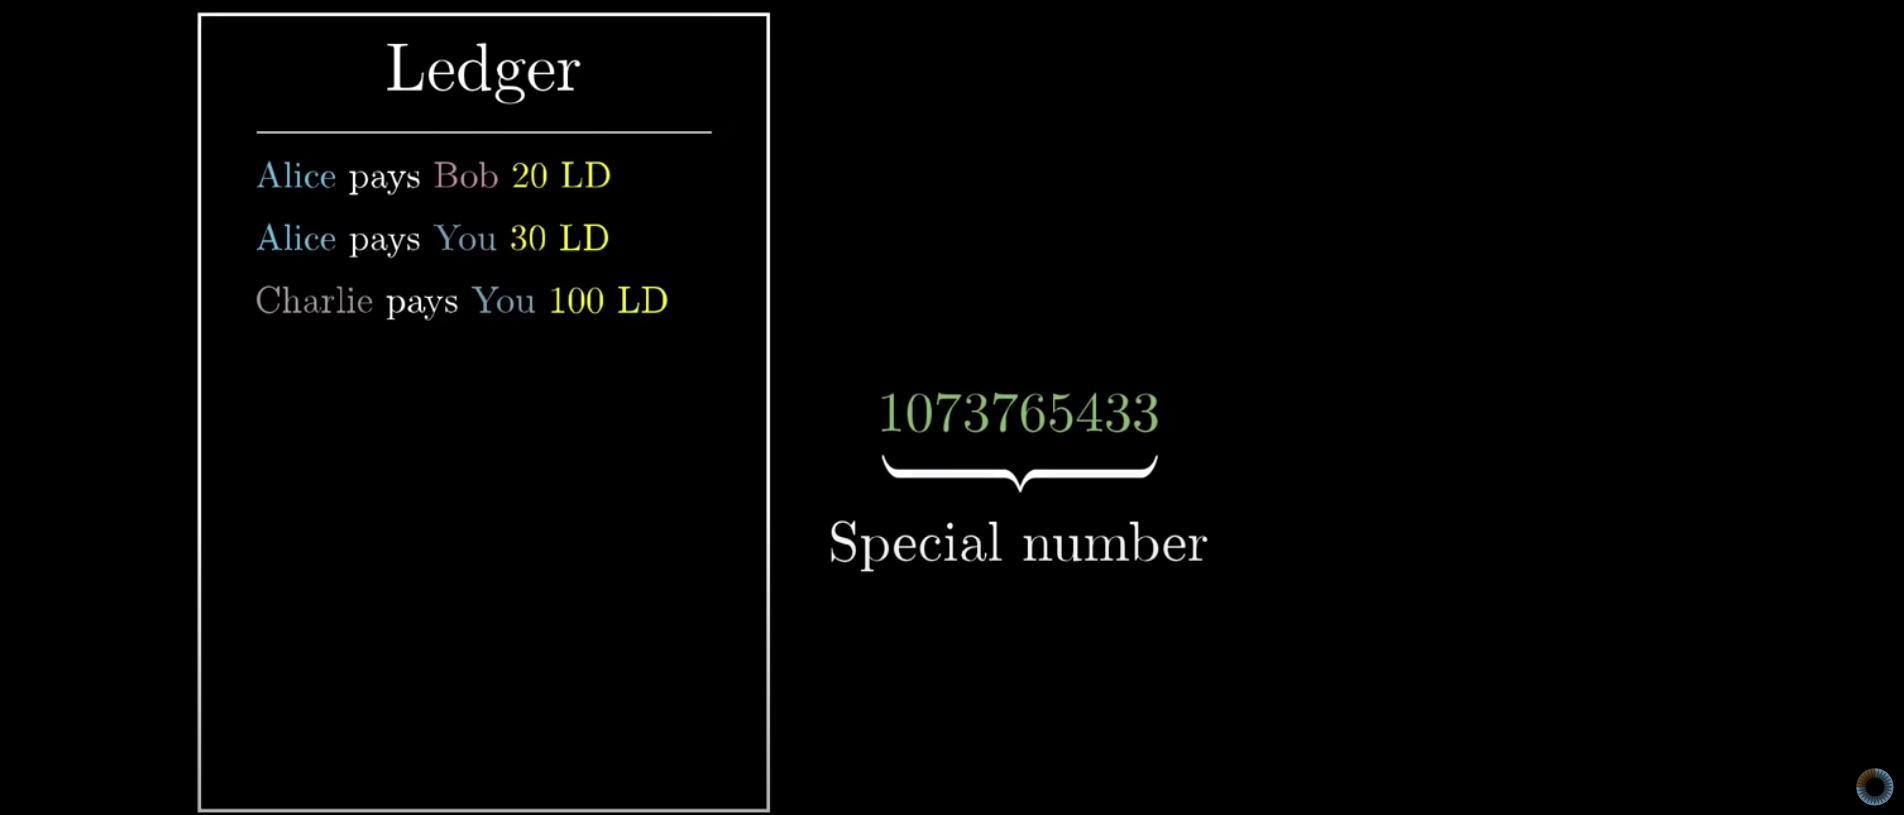 Ledger
Alice pays Bob 20 LD
Alice pays You 30 LD
Charlie pays You 100 LD
1073765433
Special number